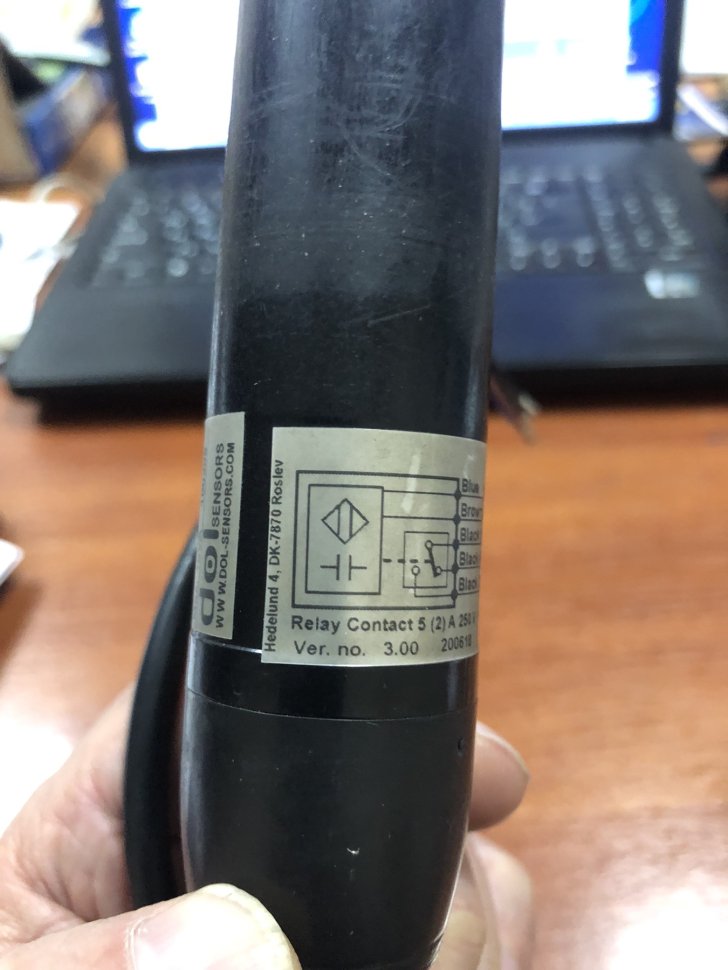 dol SENSORS
WWW.DOL-SENSORS.COM
Hedelund 4, DK-7870 Roslev
Blue
Brown
Black
Black
Black
Relay Contact 5 (2) A 250 V
Ver. no. 3.00 200618